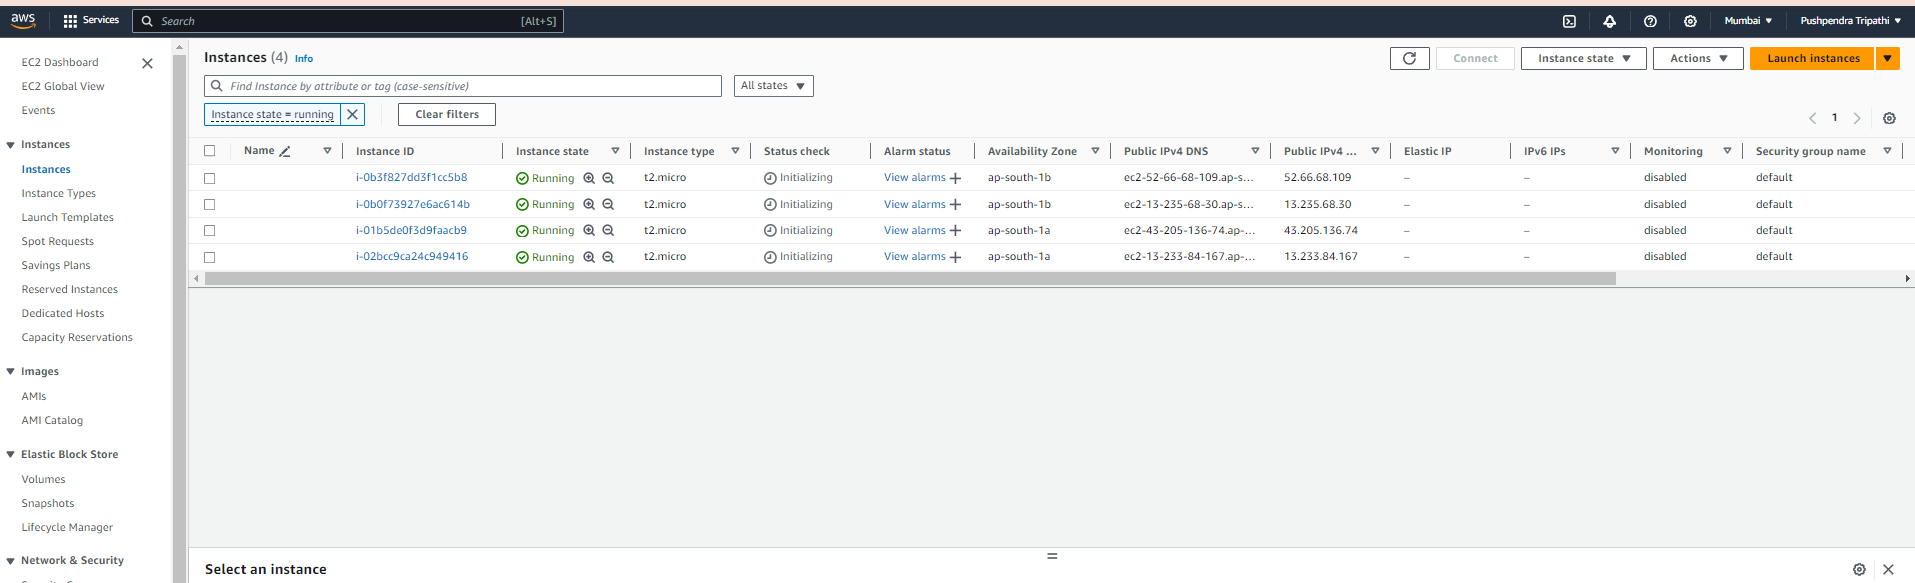 aws Services Search [Alt+S] Mumbai Pushpendra Tripathi
EC2 Dashboard
EC2 Global View
Events
Instances
Instances
Instance Types
Launch Templates
Spot Requests
Savings Plans
Reserved Instances
Dedicated Hosts
Capacity Reservations
Images
AMIs
AMI Catalog
Elastic Block Store
Volumes
Snapshots
Lifecycle Manager
Network & Security
Instances (4) Info Connect Instance state Actions Launch instances
Find Instance by attribute or tag (case-sensitive) All states
Instance state = running Clear filters 1
Name Instance ID Instance state Instance type Status check Alarm status Availability Zone Public IPv4 DNS Public IPv4 ... Elastic IP IPv6 IPs Monitoring Security group name
i-0b3f827dd3f1cc5b8 Running t2.micro Initializing View alarms + ap-south-1b ec2-52-66-68-109.ap-s... 52.66.68.109 – – disabled default
i-0b0f73927e6ac614b Running t2.micro Initializing View alarms + ap-south-1b ec2-13-235-68-30.ap-s... 13.235.68.30 – – disabled default
i-01b5de0f3d9faacb9 Running t2.micro Initializing View alarms + ap-south-1a ec2-43-205-136-74.ap-... 43.205.136.74 – – disabled default
i-02bcc9ca24c949416 Running t2.micro Initializing View alarms + ap-south-1a ec2-13-233-84-167.ap-... 13.233.84.167 – – disabled default
Select an instance